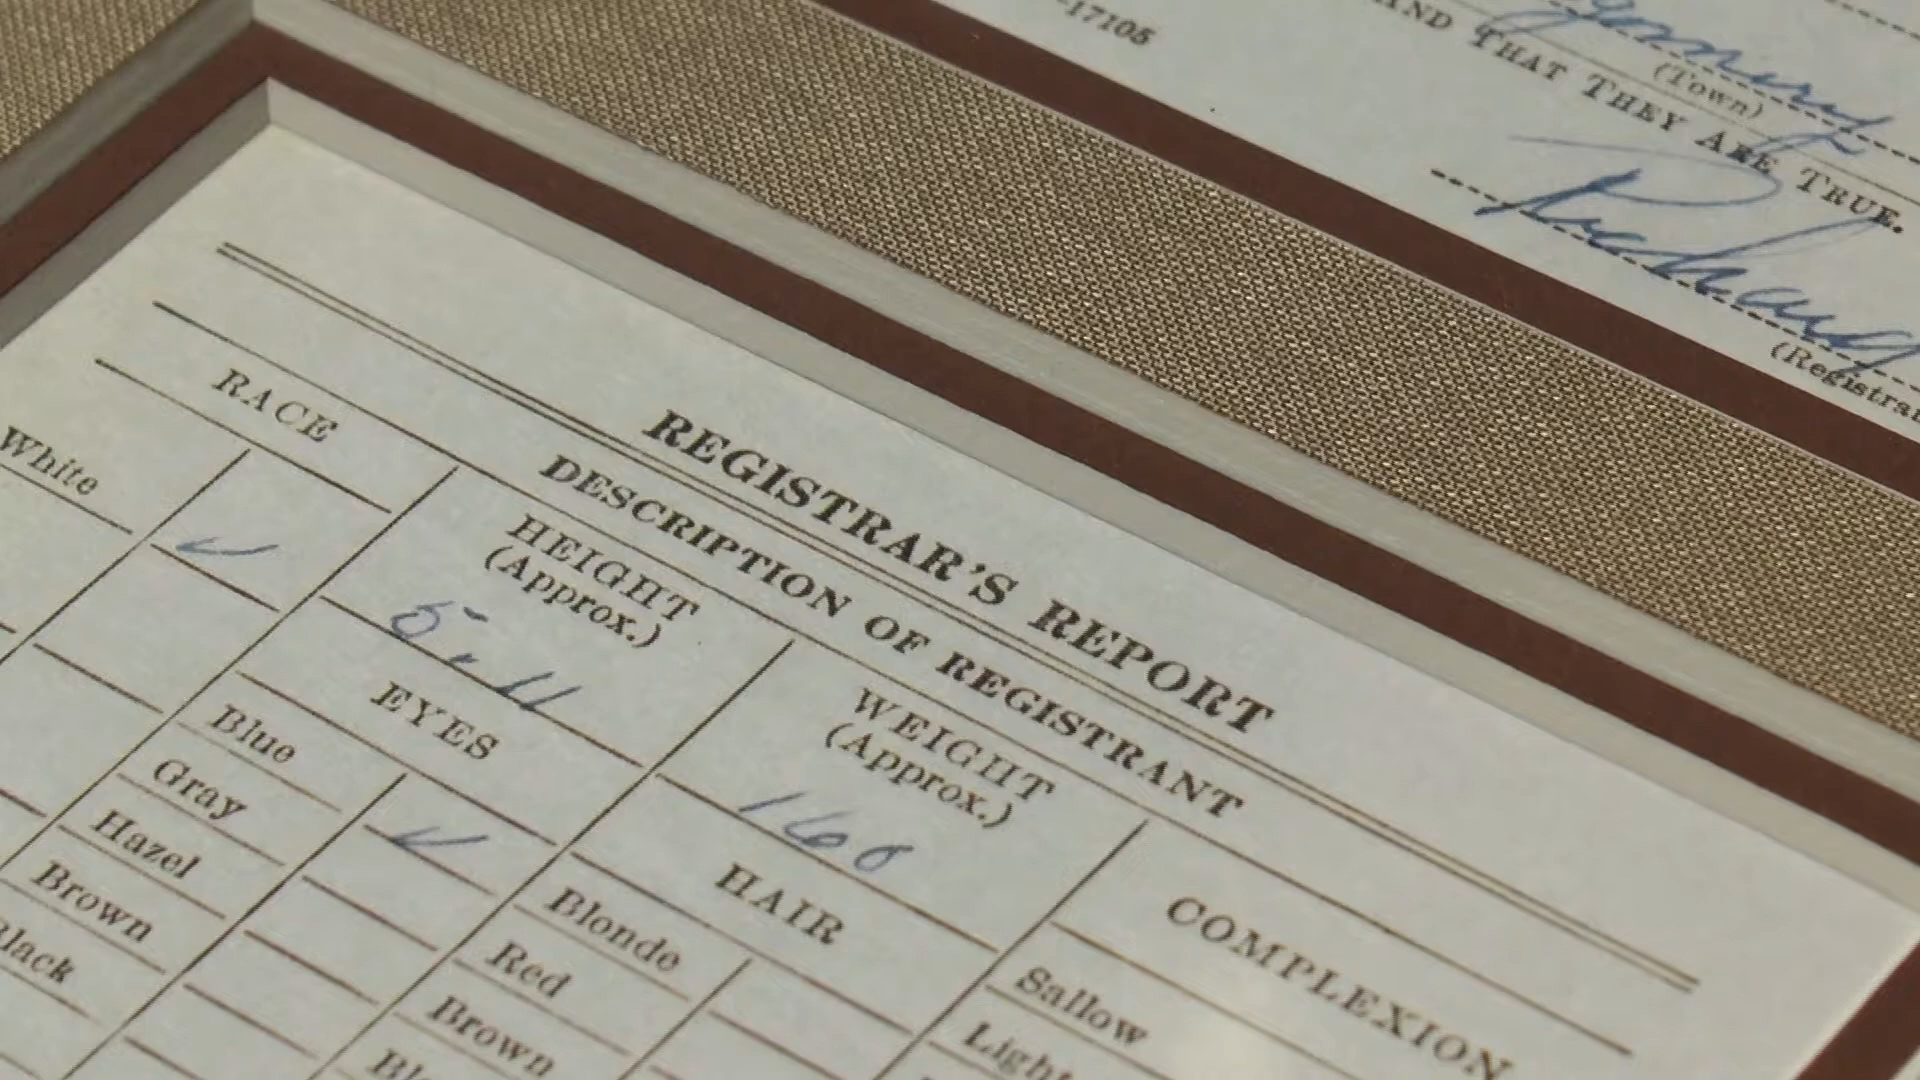 -17105
AND THAT THEY ARE TRUE.
(Town)
REGISTRAR'S REPORT
DESCRIPTION OF REGISTRANT
RACE
HEIGHT
(Approx.)
WEIGHT
(Approx.)
COMPLEXION
White
5-11
160
EYES
HAIR
Blue
Gray
Hazel
Brown
Blonde
Red
Brown
Sallow
Light